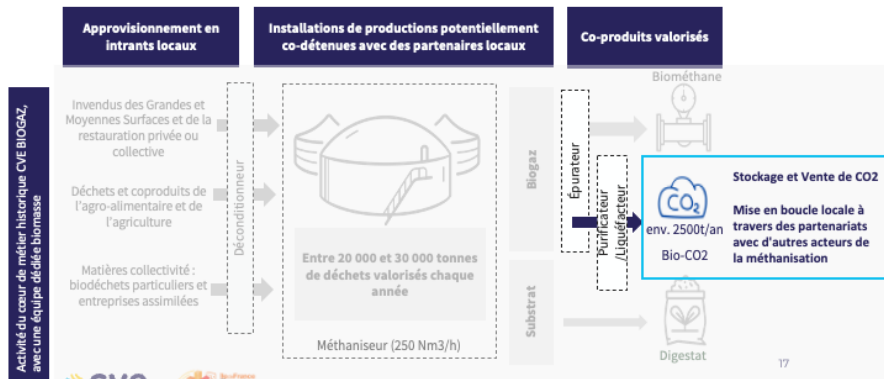 Approvisionnement en
intrants locaux
Installations de productions potentiellement
co-détenues avec des partenaires locaux
Co-produits valorisés
Activité du cœur de métier historique CVE BIOGAZ,
avec une équipe dédiée biomasse
Invendus des Grandes et
Moyennes Surfaces et de la
restauration privée ou
collective
Déchets et coproduits de
l'agro-alimentaire et de
l'agriculture
Matières collectivité :
biodéchets particuliers et
entreprises assimilées
Déconditionneur
Entre 20 000 et 30 000 tonnes
de déchets valorisés chaque
année
Méthaniseur (250 Nm3/h)
Biogaz
Substrat
Épurateur
Purificateur
/Liquéfacteur
Biométhane
CO2
env. 2500t/an
Bio-CO2
Stockage et Vente de CO2
Mise en boucle locale à
travers des partenariats
avec d'autres acteurs de
la méthanisation
Digestat
17